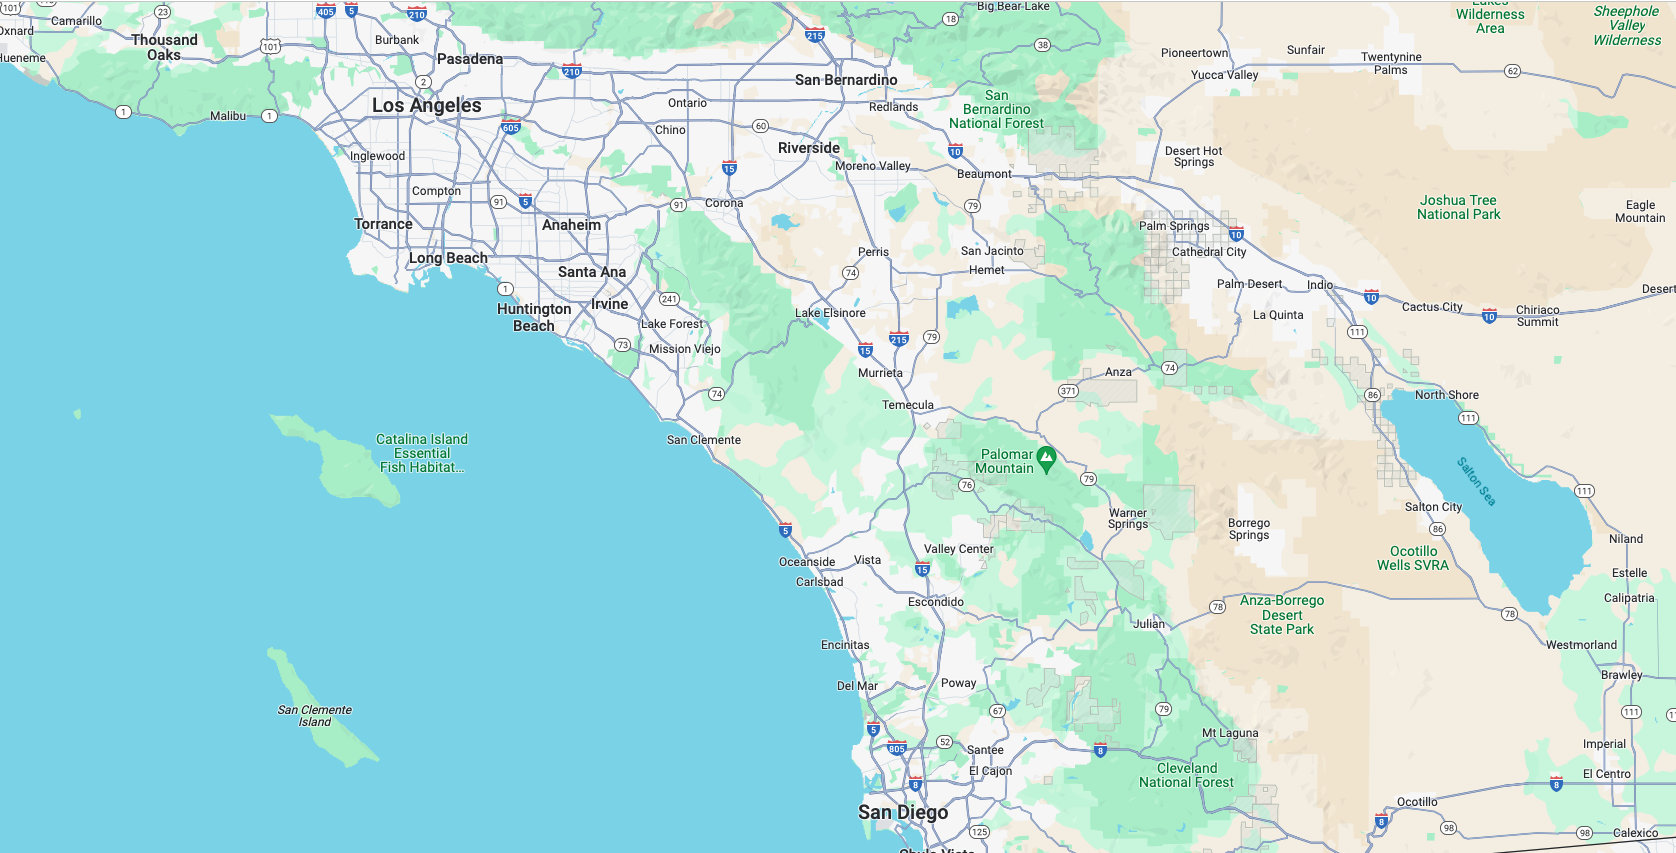 101
Camarillo
23
405
5
210
Big Bear Lake
18
Wilderness
Area
Sheephole
Valley
Wilderness
Oxnard
Thousand
Oaks
Burbank
101
215
38
Pioneertown
Sunfair
Twentynine
Palms
62
Hueneme
Pasadena
210
2
San Bernardino
Yucca Valley
1
Malibu
1
Los Angeles
605
Ontario
Redlands
San
Bernardino
National Forest
Chino
60
Riverside
Inglewood
15
Moreno Valley
10
Beaumont
Desert Hot
Springs
Compton
91
5
91
Corona
79
Joshua Tree
National Park
Eagle
Mountain
Torrance
Anaheim
Palm Springs
10
Long Beach
Perris
San Jacinto
Cathedral City
Santa Ana
74
Hemet
1
Irvine
241
Palm Desert
Indio
10
Desert
Huntington
Beach
Lake Elsinore
Cactus City
10
Chiriaco
Summit
Lake Forest
La Quinta
73
Mission Viejo
15
215
79
111
Murrieta
Anza
74
74
371
86
North Shore
Temecula
111
Catalina Island
Essential
Fish Habitat...
San Clemente
Palomar
Mountain
76
79
Salton Sea
111
Warner
Springs
Borrego
Springs
Salton City
86
5
Niland
Oceanside
Vista
Valley Center
15
Ocotillo
Wells SVRA
Carlsbad
Estelle
Escondido
78
Anza-Borrego
Desert
State Park
Calipatria
78
Julian
Encinitas
Westmorland
Del Mar
Poway
Brawley
San Clemente
Island
67
79
111
5
805
52
Santee
8
Mt Laguna
Imperial
El Cajon
Cleveland
National Forest
El Centro
8
8
San Diego
Ocotillo
8
98
98
Calexico
125
Chula Vista